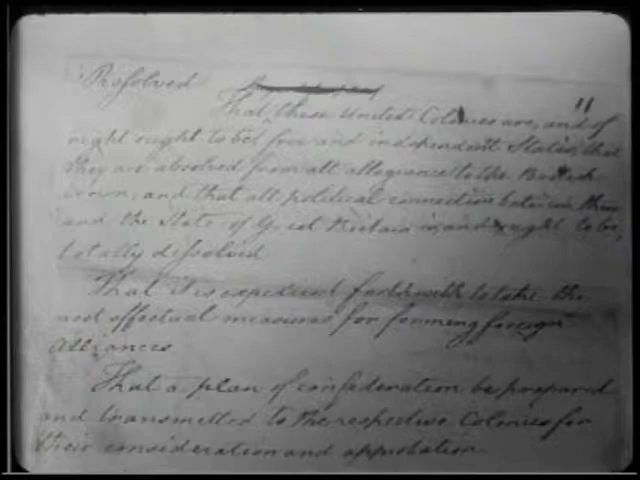 Resolved
11
That these United Colonies are, and of
right ought to be, free and independent States, that
they are absolved from all allegiance to the British
crown, and that all political connection between them
and the State of Great Britain is, and ought to be,
totally dissolved
That it is expedient forthwith to take the
most effectual measures for forming foreign
Alliances
That a plan of confederation be prepared
and transmitted to the respective Colonies for
their consideration and approbation